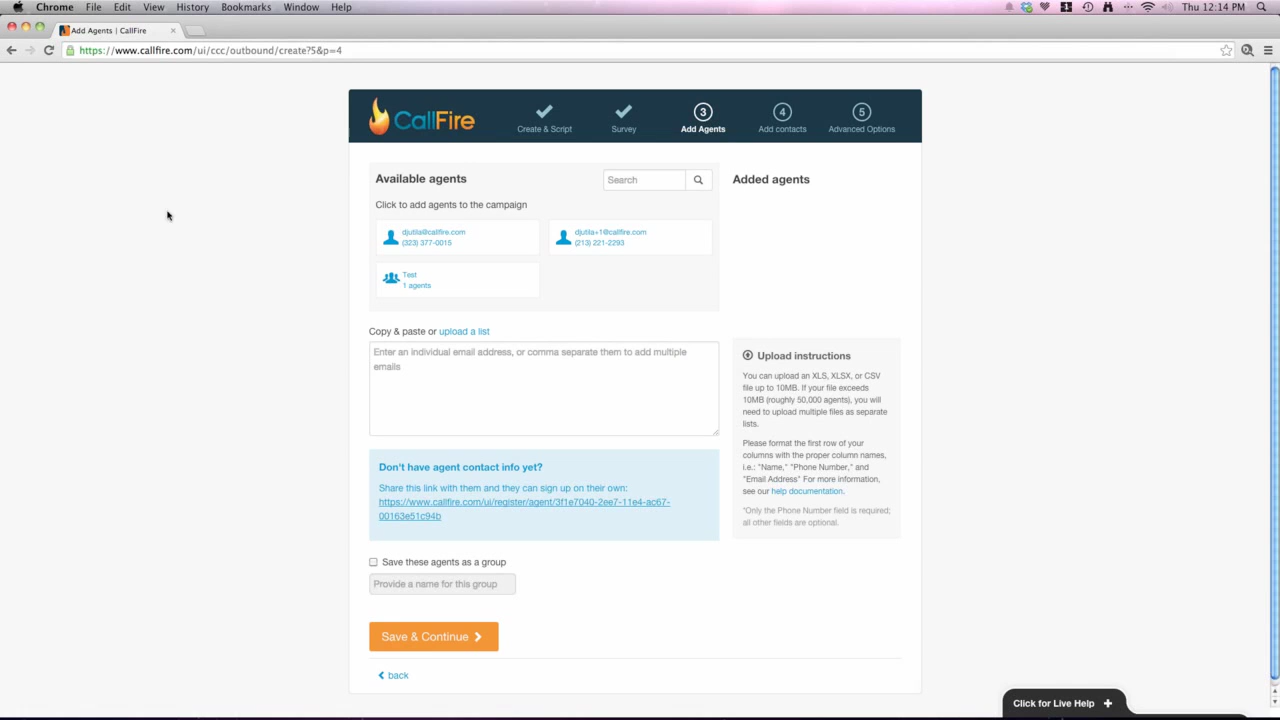 Chrome File Edit View History Bookmarks Window Help
Thu 12:14 PM
Add Agents | CallFire
https://www.callfire.com/ui/ccc/outbound/create?5&p=4
CallFire
Create & Script
Survey
3
Add Agents
4
Add contacts
5
Advanced Options
Available agents
Search
Added agents
Click to add agents to the campaign
djutila@callfire.com
(323) 377-0015
djutila+1@callfire.com
(213) 221-2293
Test
1 agents
Copy & paste or upload a list
Enter an individual email address, or comma separate them to add multiple
emails
Upload instructions
You can upload an XLS, XLSX, or CSV
file up to 10MB. If your file exceeds
10MB (roughly 50,000 agents), you will
need to upload multiple files as separate
lists.
Please format the first row of your
columns with the proper column names,
i.e.; "Name," "Phone Number," and
"Email Address" For more information,
see our help documentation.
*Only the Phone Number field is required;
all other fields are optional.
Don't have agent contact info yet?
Share this link with them and they can sign up on their own:
https://www.callfire.com/ui/register/agent/3f1e7040-2ee7-11e4-ac67-
00163e51c94b
Save these agents as a group
Provide a name for this group
Save & Continue
back
Click for Live Help +